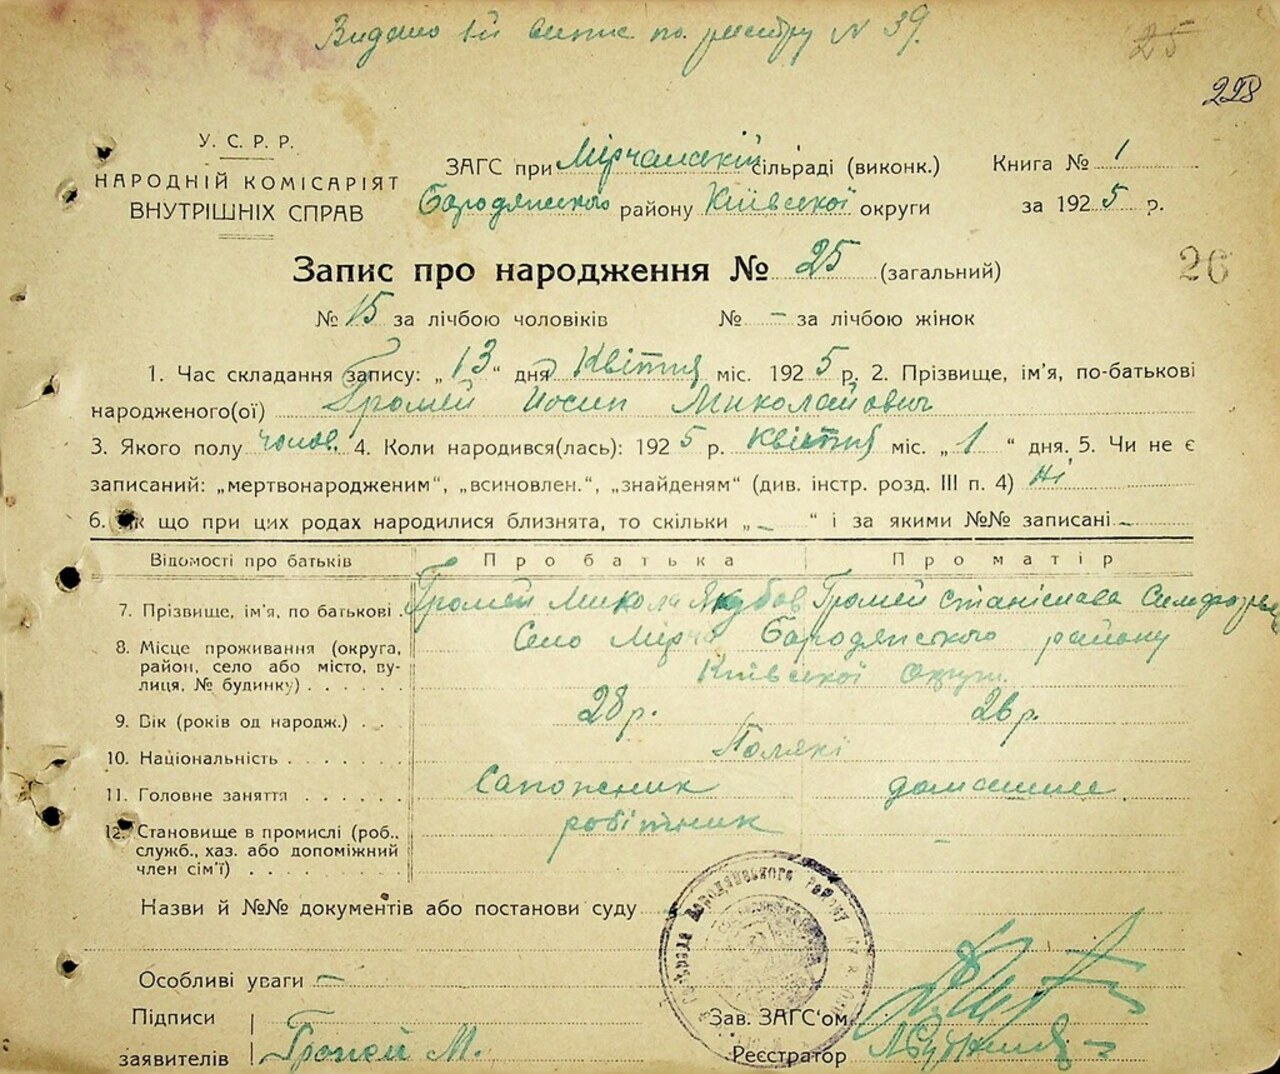 Видано 1й випис по реєстру N 39.
25
228
У. С. Р. Р.
НАРОДНІЙ КОМІСАРІЯТ
ВНУТРІШНІХ СПРАВ
ЗАГС при Мірчанській сільраді (виконк.)
Бородянського району Київської округи
Книга № 1
за 1925 р.
Запис про народження № 25 (загальний)
26
№ 15 за лічбою чоловіків № - за лічбою жінок
1. Час складання запису: „13“ дня Квітня міс. 1925 р. 2. Прізвище, ім'я, по-батькові
народженого(ої) Громей Иосип Миколайович
3. Якого полу чолов. 4. Коли народився(лась): 1925 р. Квітня міс. „1“ дня. 5. Чи не є
записаний: „мертвонародженим“, „всиновлен.“, „знайденям“ (див. інстр. розд. III п. 4) Ні
6. Як що при цих родах народилися близнята, то скільки „-“ і за якими №№ записані -
Відомості про батьків Про батька Про матір
7. Прізвище, ім'я, по батькові. Громей Микола Якубов Громей Станіслава
8. Місце проживання (округа, район, село або місто, вулиця, № будинку) . . . . . .
Село Мірча Бородянського району
Київської Округи.
9. Вік (років од народж.) . . 28 р. 26 р.
10. Національність . . . . . . . Поляки
11. Головне заняття . . . . . . Сапожник домашнє
12. Становище в промислі (роб., служб., хаз. або допоміжний член сім'ї) . . . . . . . . робітник -
Назви й №№ документів або постанови суду
Особливі уваги -
Підписи
заявителів Громей М.
Зав. ЗАГС'ом
Реєстратор